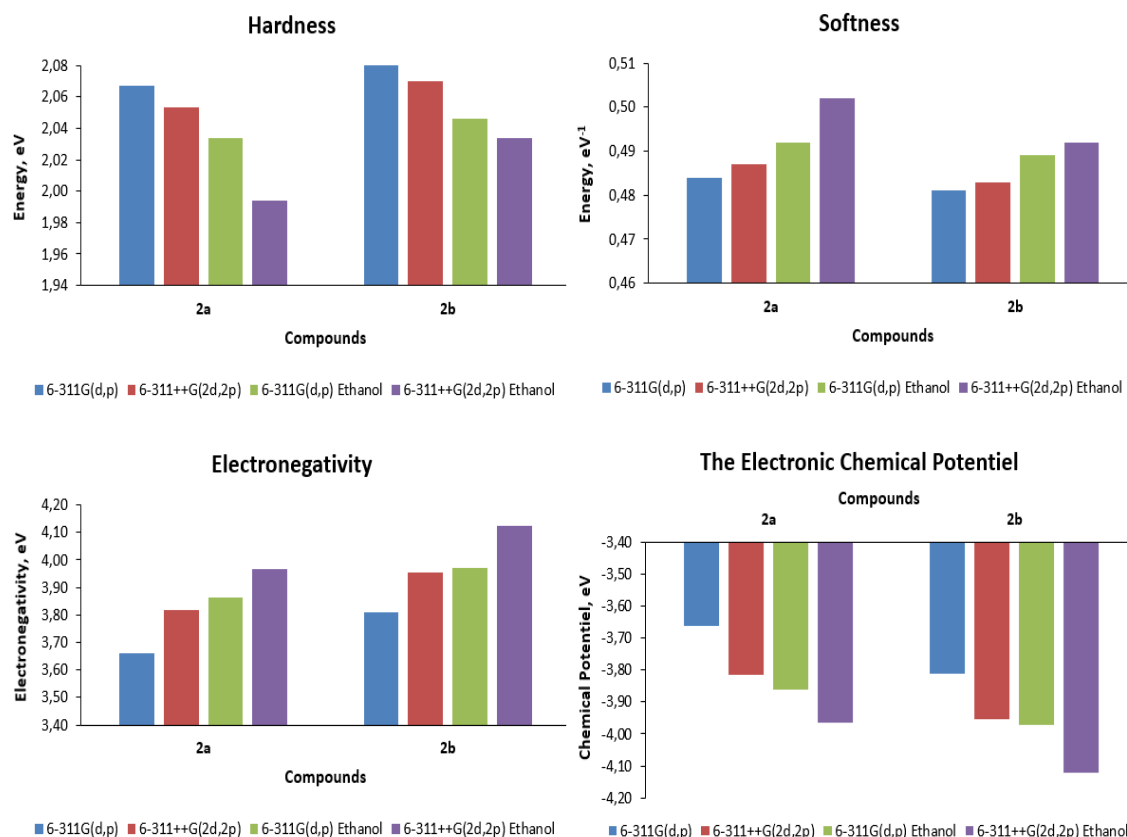 Hardness
Energy, eV
2,08
2,06
2,04
2,02
2,00
1,98
1,96
1,94
2a 2b
Compounds
6-311G(d,p) 6-311++G(2d,2p) 6-311G(d,p) Ethanol 6-311++G(2d,2p) Ethanol
Softness
Energy, eV⁻¹
0,51
0,50
0,49
0,48
0,47
0,46
2a 2b
Compounds
6-311G(d,p) 6-311++G(2d,2p) 6-311G(d,p) Ethanol 6-311++G(2d,2p) Ethanol
Electronegativity
Electronegativity, eV
4,20
4,10
4,00
3,90
3,80
3,70
3,60
3,50
3,40
2a 2b
Compounds
6-311G(d,p) 6-311++G(2d,2p) 6-311G(d,p) Ethanol 6-311++G(2d,2p) Ethanol
The Electronic Chemical Potentiel
Compounds
2a 2b
Chemical Potentiel, eV
-3,40
-3,50
-3,60
-3,70
-3,80
-3,90
-4,00
-4,10
-4,20
6-311G(d,p) 6-311++G(2d,2p) 6-311G(d,p) Ethanol 6-311++G(2d,2p) Ethanol